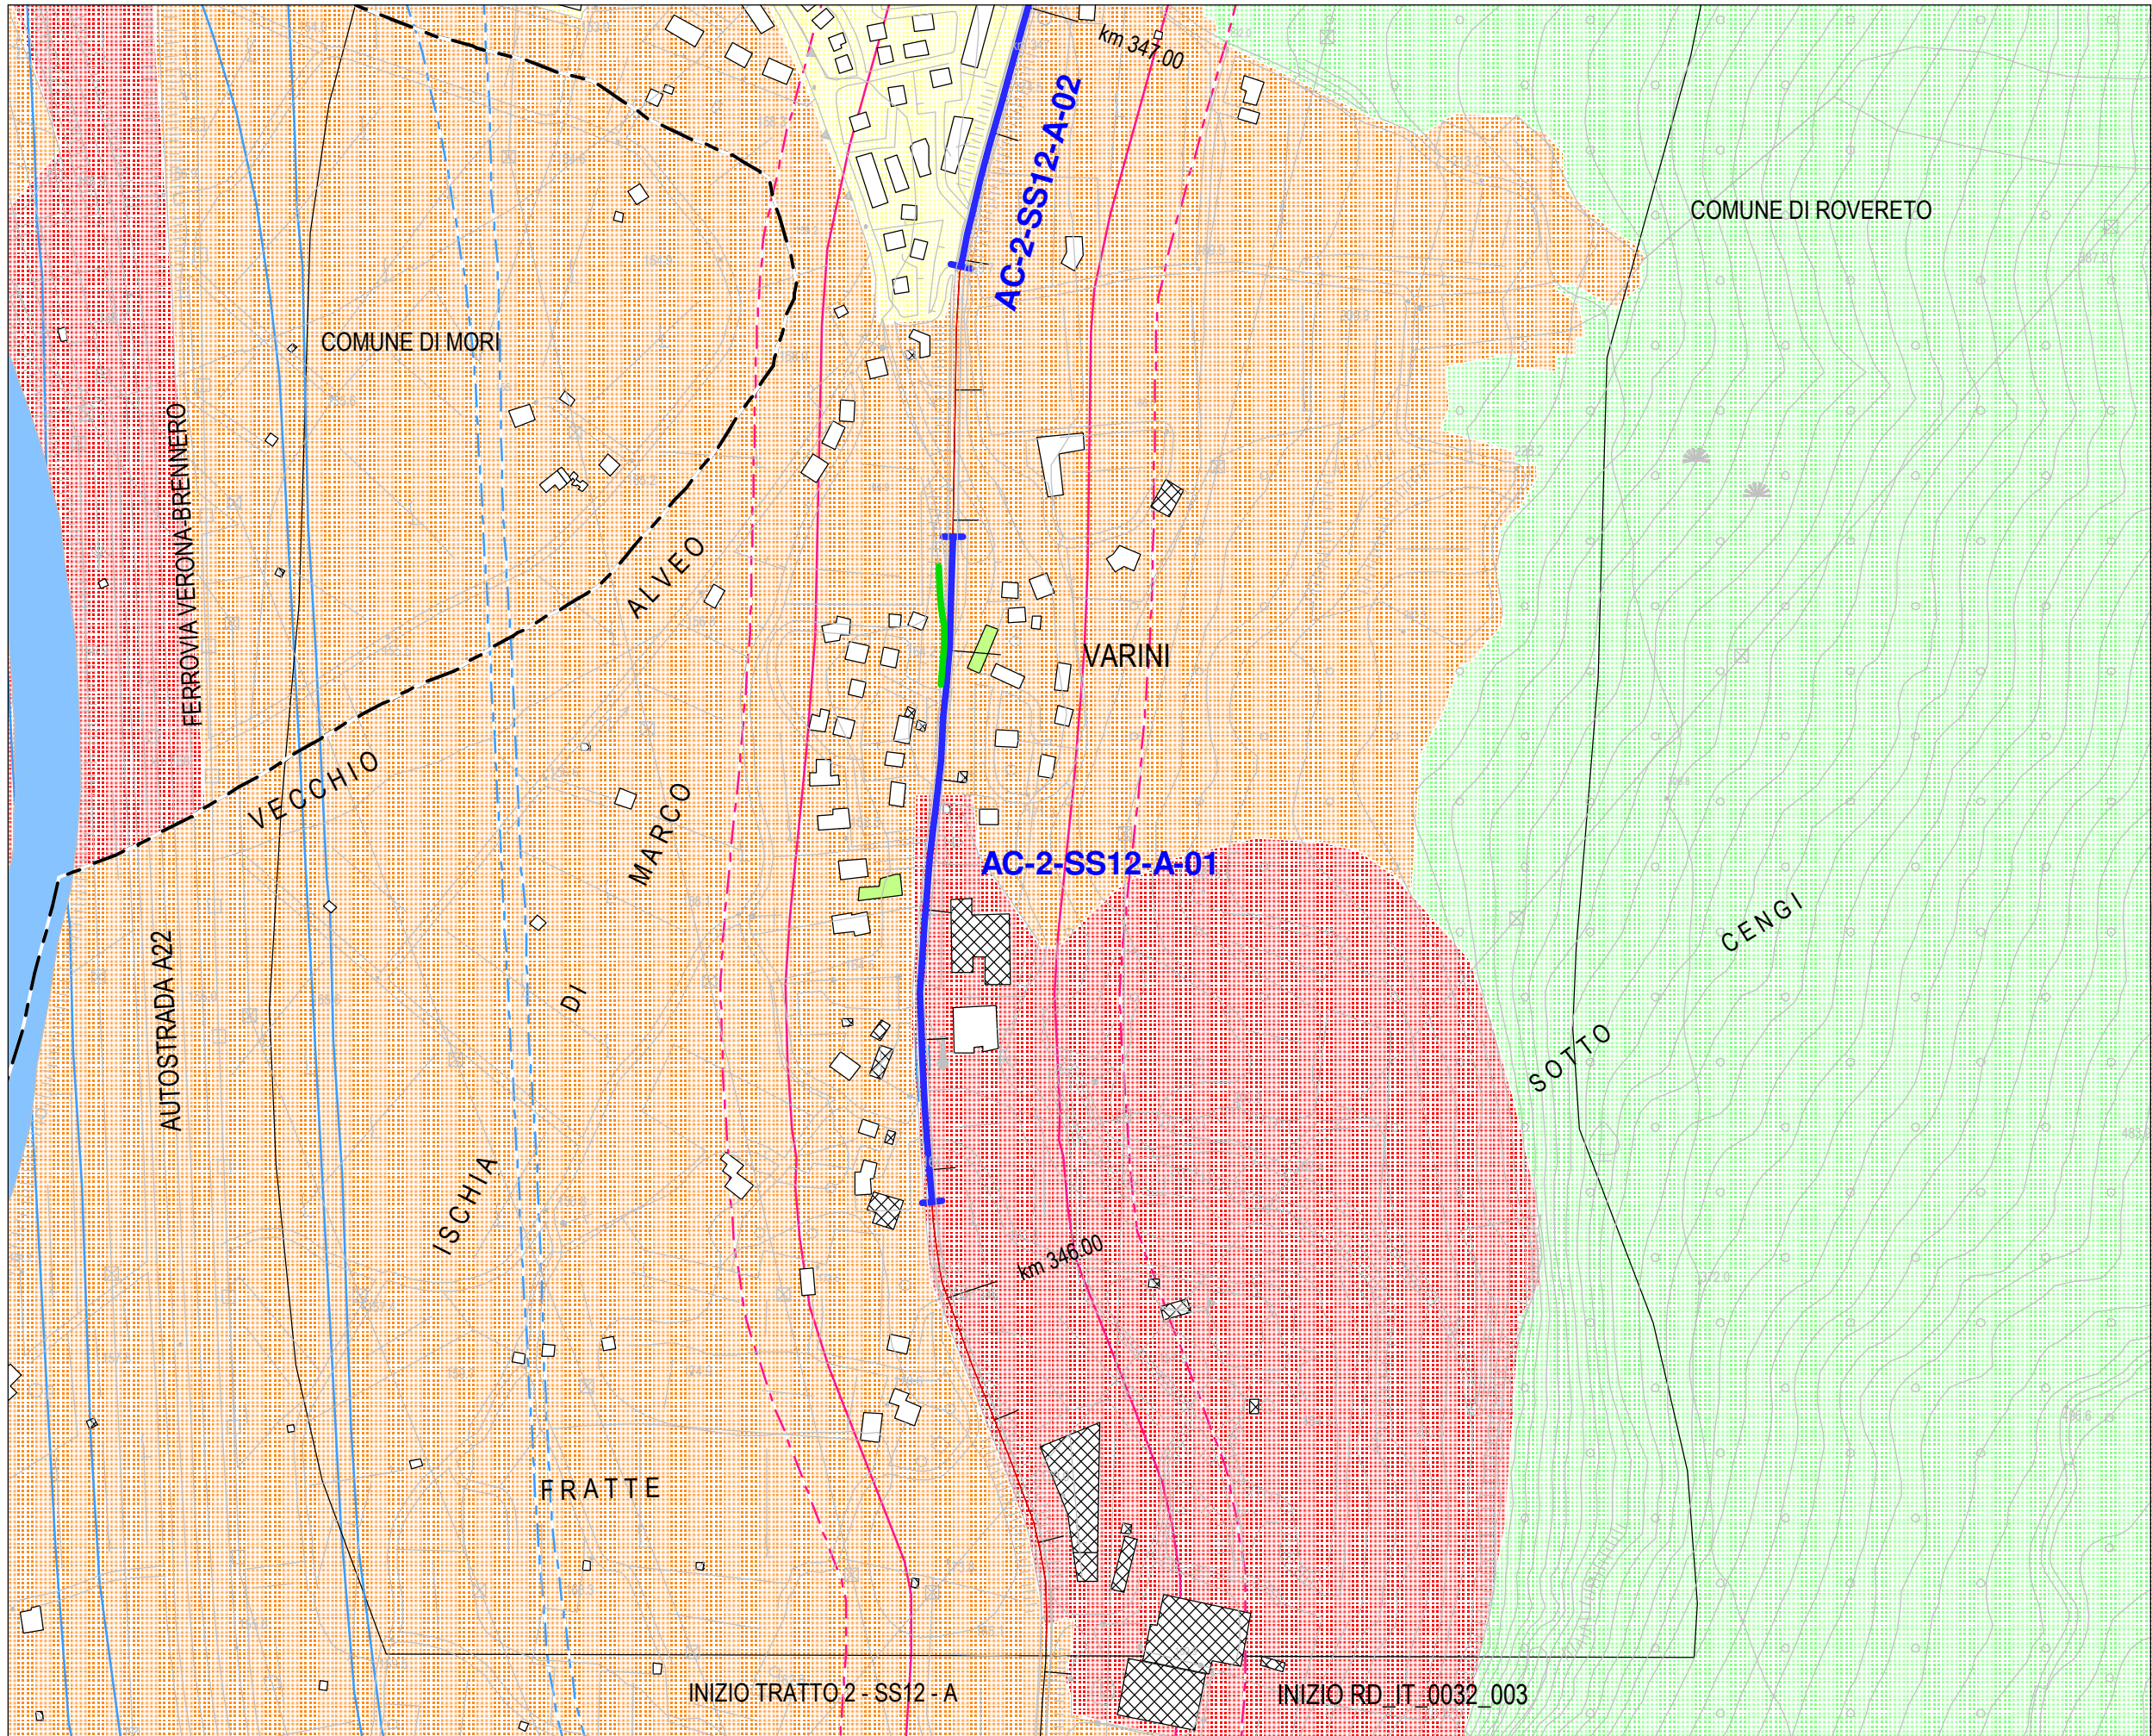 km 347.00
AC-2-SS12-A-02
COMUNE DI ROVERETO
COMUNE DI MORI
FERROVIA VERONA-BRENNERO
VECCHIO ALVEO
VARINI
AC-2-SS12-A-01
ISCHIA DI MARCO
SOTTO CENGI
AUTOSTRADA A22
km 346.00
FRATTE
INIZIO TRATTO 2 - SS12 - A
INIZIO RD_IT_0032_003